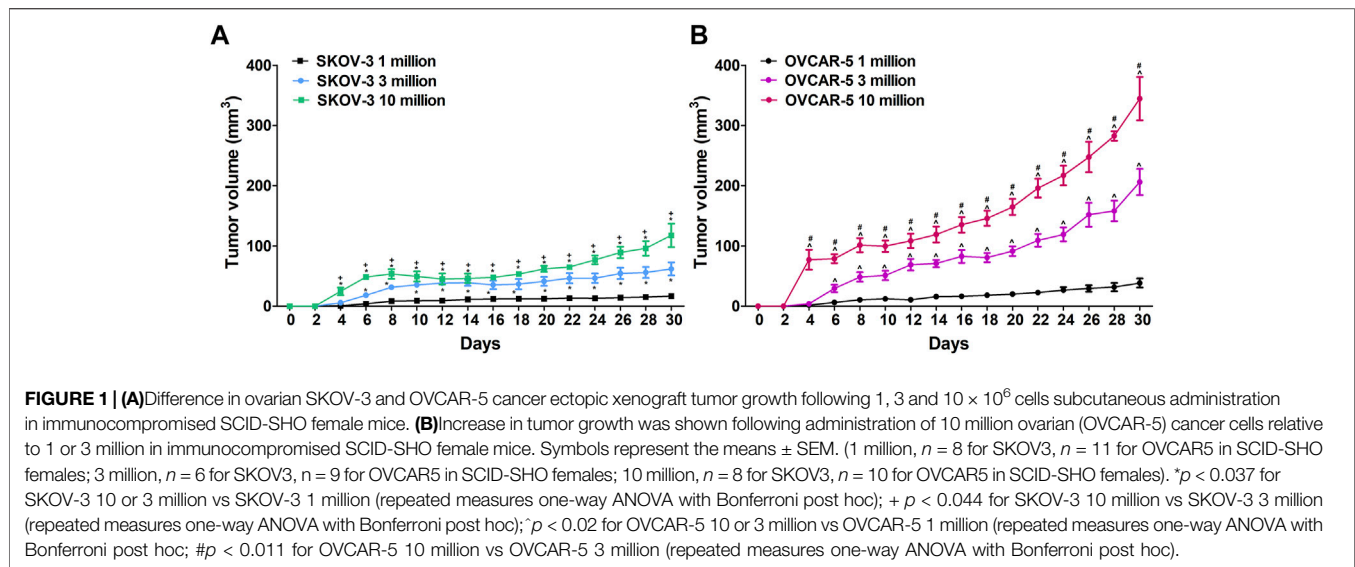 A
B
400
300
200
100
0
Tumor volume (mm³)
SKOV-3 1 million
SKOV-3 3 million
SKOV-3 10 million
0 2 4 6 8 10 12 14 16 18 20 22 24 26 28 30
Days
400
300
200
100
0
Tumor volume (mm³)
OVCAR-5 1 million
OVCAR-5 3 million
OVCAR-5 10 million
0 2 4 6 8 10 12 14 16 18 20 22 24 26 28 30
Days
FIGURE 1 | (A)Difference in ovarian SKOV-3 and OVCAR-5 cancer ectopic xenograft tumor growth following 1, 3 and 10 × 10⁶ cells subcutaneous administration
in immunocompromised SCID-SHO female mice. (B)Increase in tumor growth was shown following administration of 10 million ovarian (OVCAR-5) cancer cells relative
to 1 or 3 million in immunocompromised SCID-SHO female mice. Symbols represent the means ± SEM. (1 million, n = 8 for SKOV3, n = 11 for OVCAR5 in SCID-SHO
females; 3 million, n = 6 for SKOV3, n = 9 for OVCAR5 in SCID-SHO females; 10 million, n = 8 for SKOV3, n = 10 for OVCAR5 in SCID-SHO females). *p < 0.037 for
SKOV-3 10 or 3 million vs SKOV-3 1 million (repeated measures one-way ANOVA with Bonferroni post hoc); + p < 0.044 for SKOV-3 10 million vs SKOV-3 3 million
(repeated measures one-way ANOVA with Bonferroni post hoc); ^p < 0.02 for OVCAR-5 10 or 3 million vs OVCAR-5 1 million (repeated measures one-way ANOVA with
Bonferroni post hoc; #p < 0.011 for OVCAR-5 10 million vs OVCAR-5 3 million (repeated measures one-way ANOVA with Bonferroni post hoc).